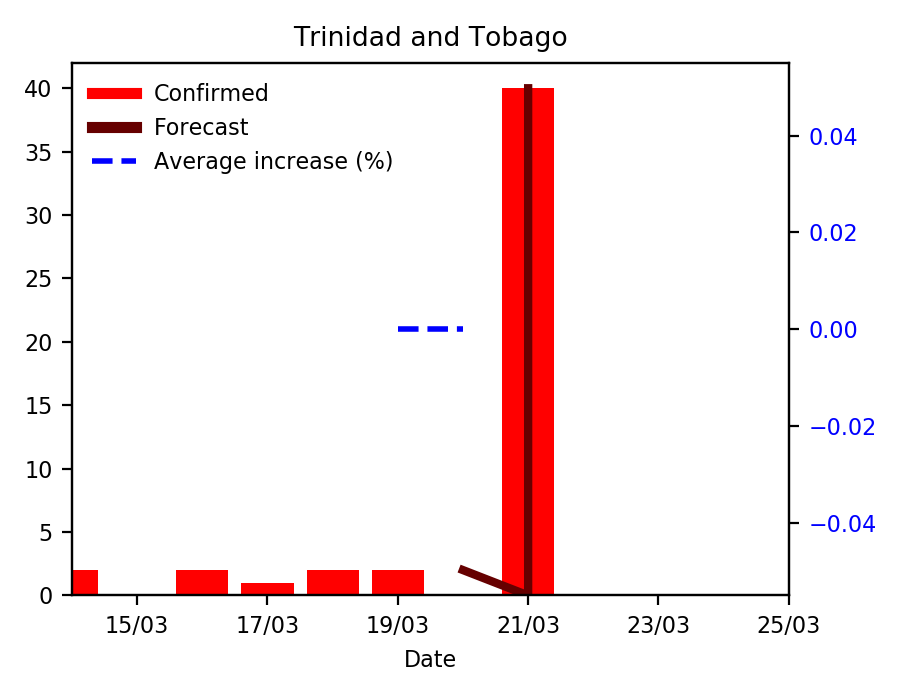 Trinidad and Tobago
Confirmed
Forecast
Average increase (%)
40
35
30
25
20
15
10
5
0
0.04
0.02
0.00
−0.02
−0.04
15/03 17/03 19/03 21/03 23/03 25/03
Date